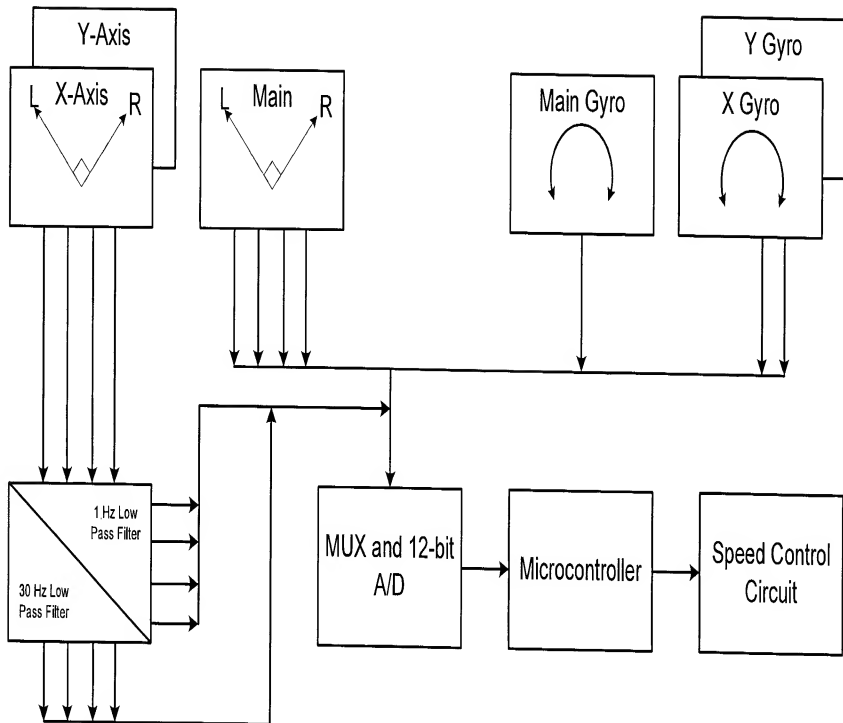 Y-Axis
X-Axis
L
R
Main
L
R
Main Gyro
Y Gyro
X Gyro
1 Hz Low
Pass Filter
30 Hz Low
Pass Filter
MUX and 12-bit
A/D
Microcontroller
Speed Control
Circuit